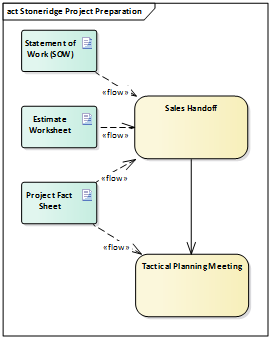 act Stoneridge Project Preparation
Statement of
Work (SOW)
«flow»
Sales Handoff
Estimate
Worksheet
«flow»
«flow»
Project Fact
Sheet
«flow»
Tactical Planning Meeting